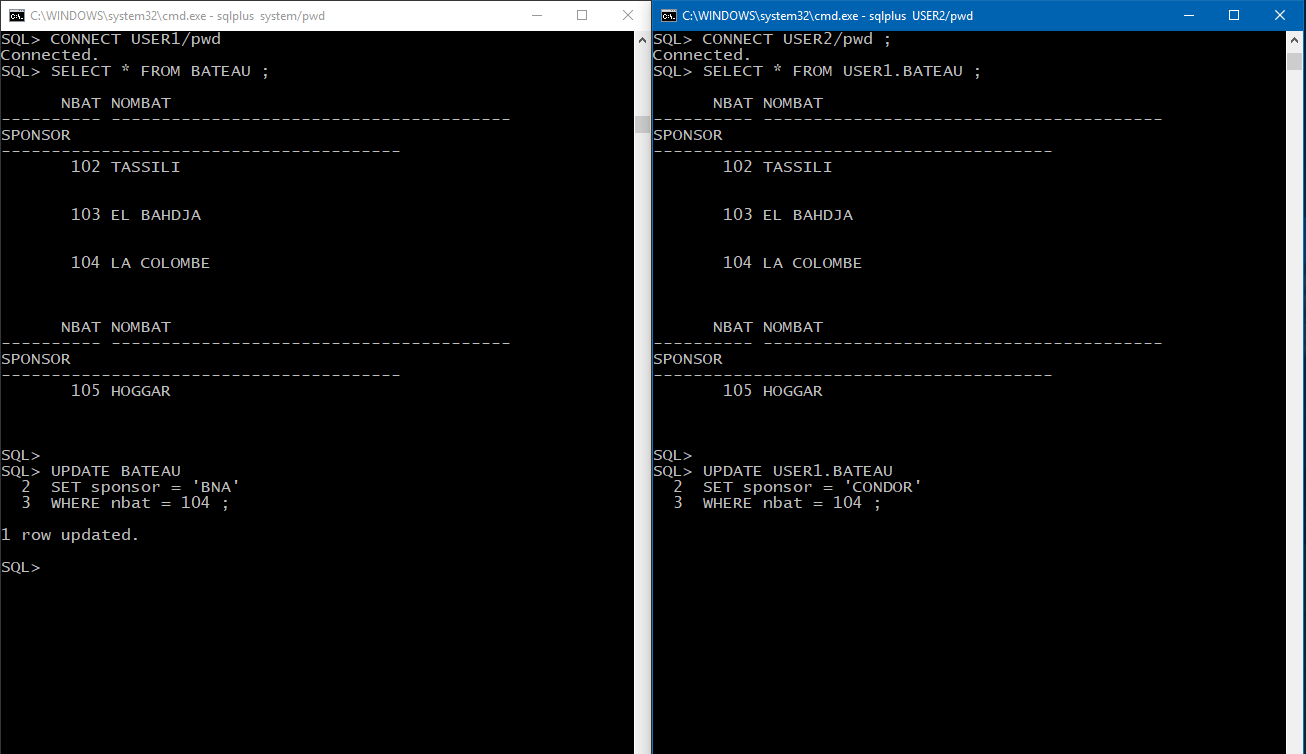 C:\WINDOWS\system32\cmd.exe - sqlplus  system/pwd
SQL> CONNECT USER1/pwd
Connected.
SQL> SELECT * FROM BATEAU ;
      NBAT NOMBAT
---------- ----------------------------------------
SPONSOR
----------------------------------------
       102 TASSILI
       103 EL BAHDJA
       104 LA COLOMBE
      NBAT NOMBAT
---------- ----------------------------------------
SPONSOR
----------------------------------------
       105 HOGGAR
SQL>
SQL> UPDATE BATEAU
  2  SET sponsor = 'BNA'
  3  WHERE nbat = 104 ;
1 row updated.
SQL>
C:\WINDOWS\system32\cmd.exe - sqlplus  USER2/pwd
SQL> CONNECT USER2/pwd ;
Connected.
SQL> SELECT * FROM USER1.BATEAU ;
      NBAT NOMBAT
---------- ----------------------------------------
SPONSOR
----------------------------------------
       102 TASSILI
       103 EL BAHDJA
       104 LA COLOMBE
      NBAT NOMBAT
---------- ----------------------------------------
SPONSOR
----------------------------------------
       105 HOGGAR
SQL>
SQL> UPDATE USER1.BATEAU
  2  SET sponsor = 'CONDOR'
  3  WHERE nbat = 104 ;